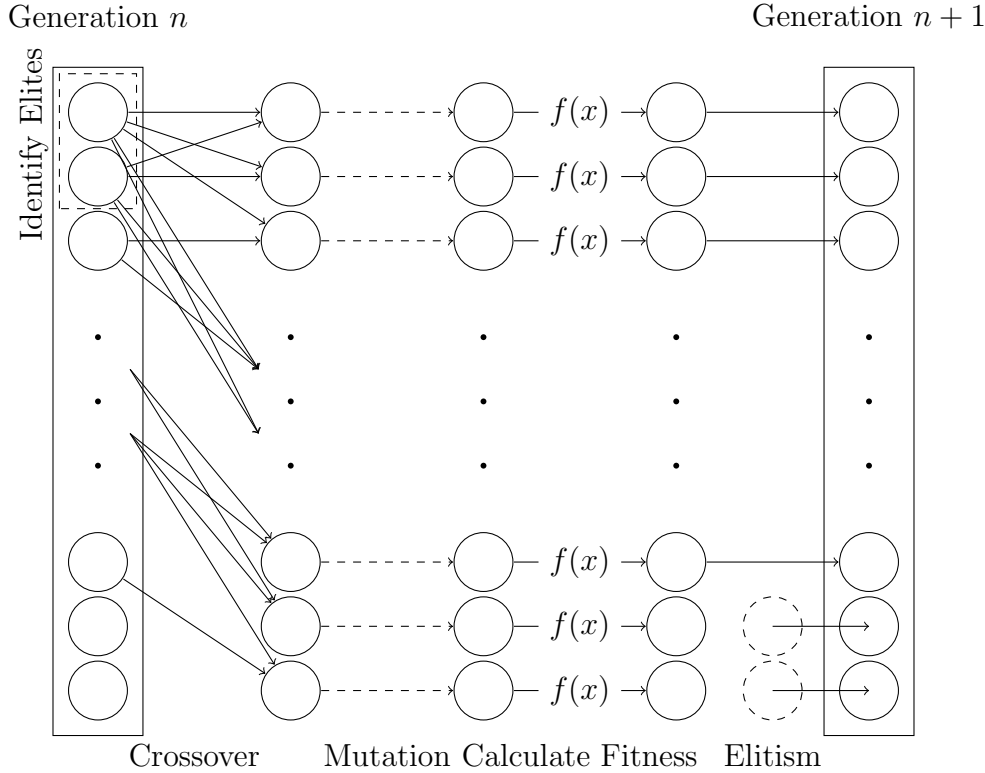 Generation n
Generation n + 1
Identify Elites
f(x)
f(x)
f(x)
f(x)
f(x)
f(x)
Crossover
Mutation
Calculate Fitness
Elitism